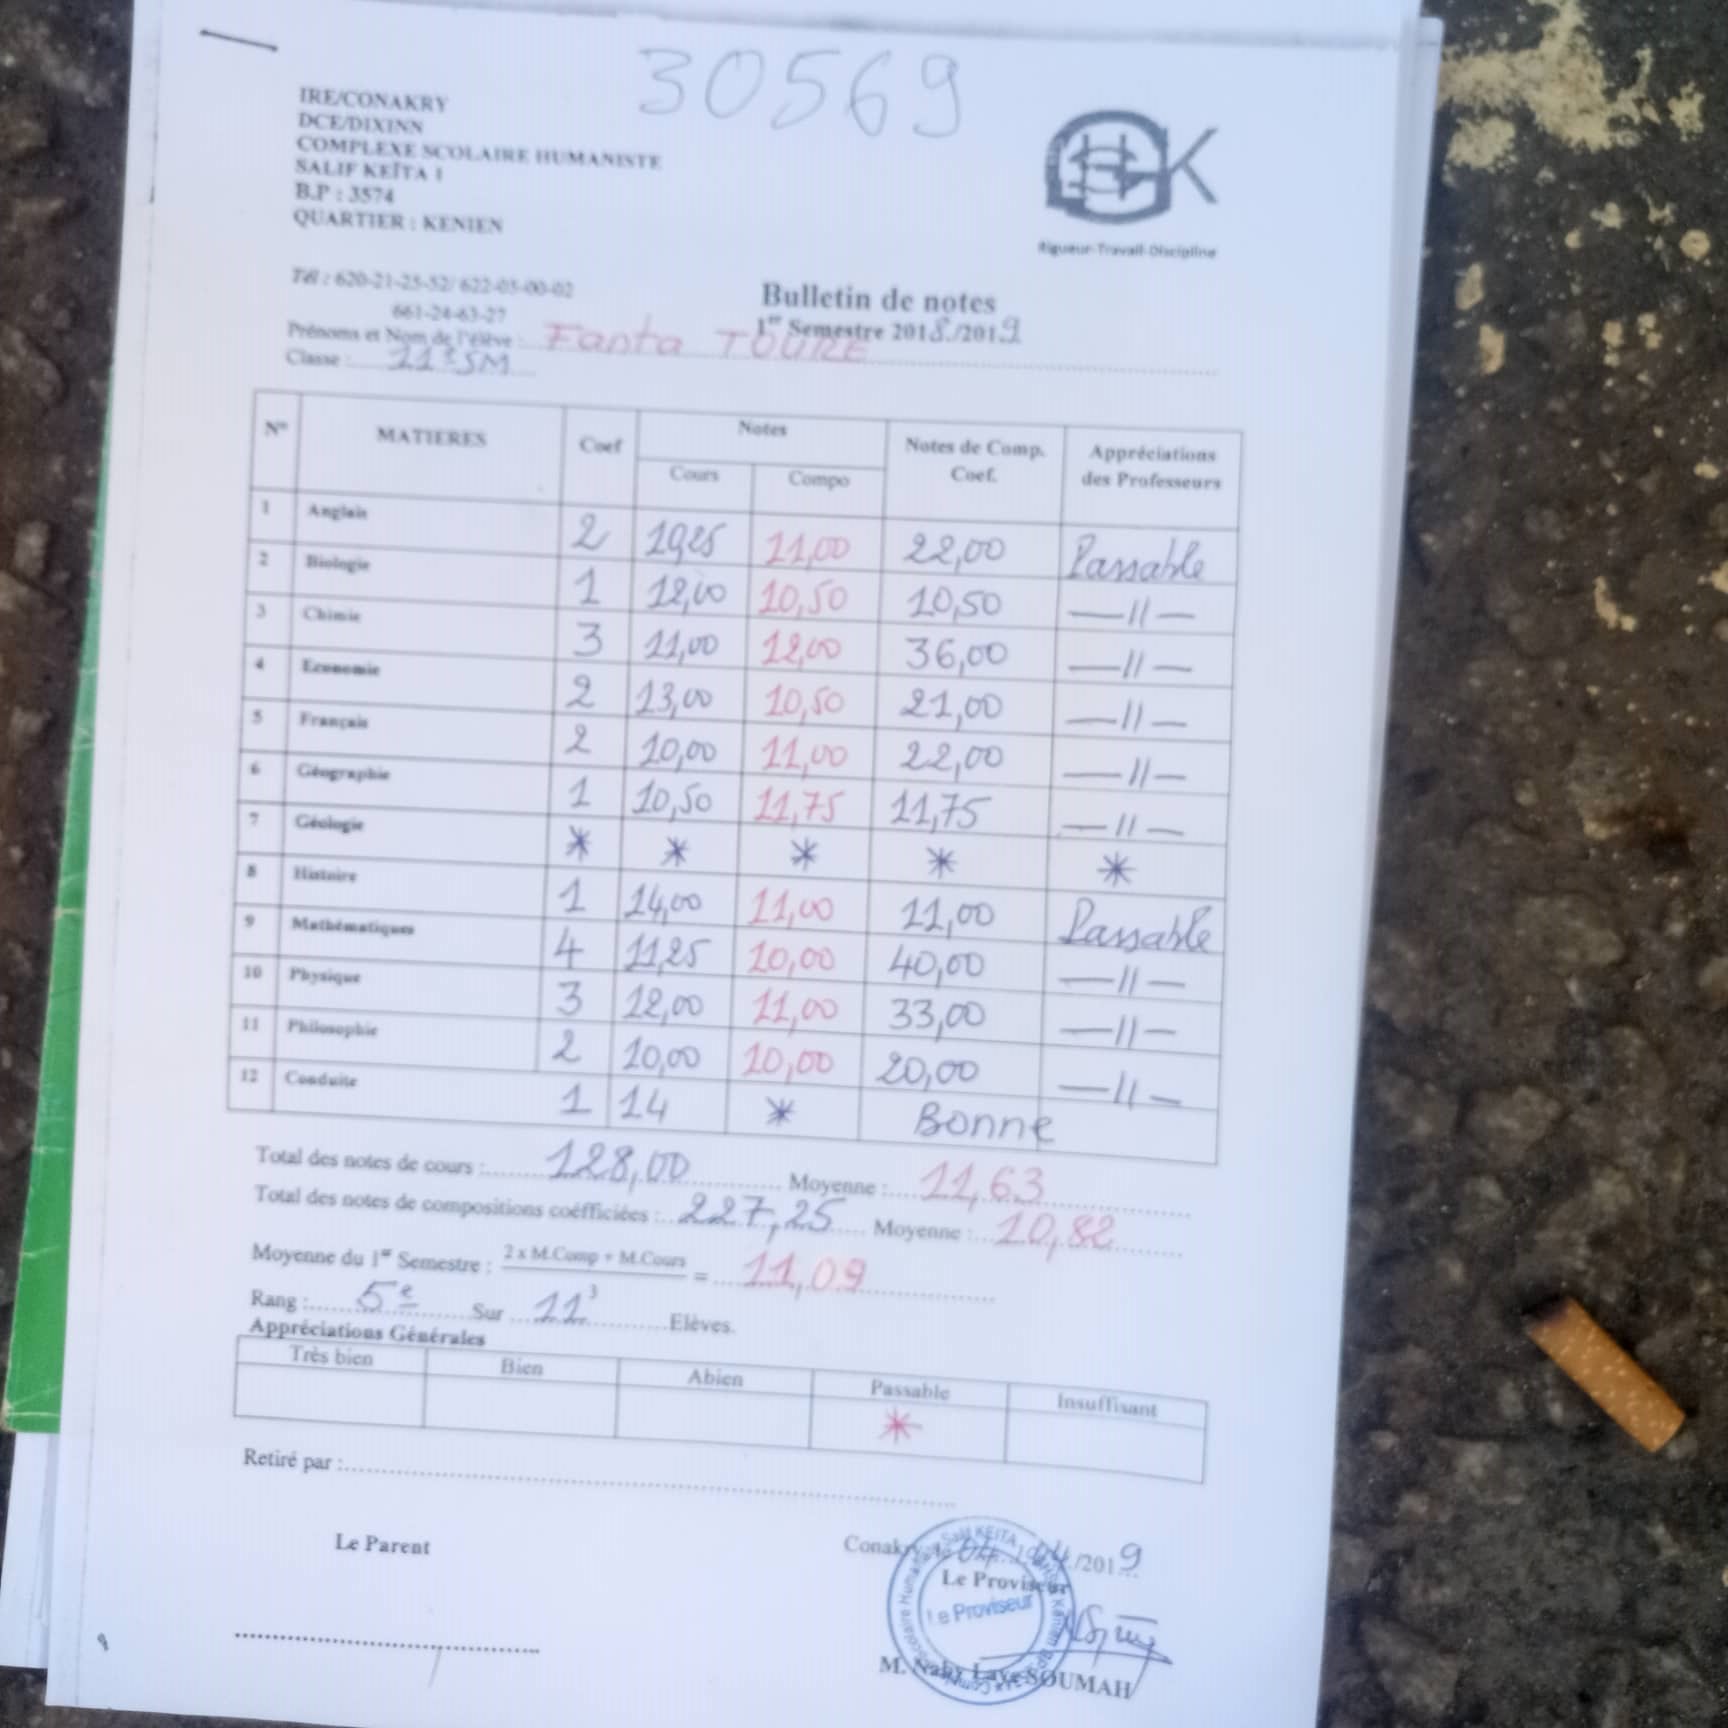 30569
IRE/CONAKRY
DCE/DIXINN
COMPLEXE SCOLAIRE HUMANISTE
SALIF KEÏTA 1
B.P : 3574
QUARTIER : KENIEN
Rigueur-Travail-Discipline
Tél : 620-21-25-52/ 622-05-00-02
661-24-63-27
Bulletin de notes
1er Semestre 2018/2019
Prénoms et Nom de l'élève : Fanta TOURE
Classe : 11e SM
N° MATIERES Coef Notes Notes de Comp. Coef. Appréciations des Professeurs
Cours Compo
1 Anglais 2 11,00 22,00 Passable
2 Biologie 1 12,00 10,50 10,50 —//—
3 Chimie 3 11,00 12,00 36,00 —//—
4 Economie 2 13,00 10,50 21,00 —//—
5 Français 2 10,00 11,00 22,00 —//—
6 Géographie 1 10,50 11,75 11,75 —//—
7 Géologie * * * * *
8 Histoire 1 14,00 11,00 11,00 Passable
9 Mathématiques 4 11,25 10,00 40,00 —//—
10 Physique 3 12,00 11,00 33,00 —//—
11 Philosophie 2 10,00 10,00 20,00 —//—
12 Conduite 1 14 * Bonne
Total des notes de cours : 128,00 Moyenne : 11,63
Total des notes de compositions coéfficiées : 227,25 Moyenne : 10,82
Moyenne du 1er Semestre : 2 x M.Comp + M.Cours = 11,09
Rang : 5e Sur 11 Elèves.
Appréciations Générales
Très bien Bien Abien Passable Insuffisant
*
Retiré par :
Le Parent
Conakry, le 04/04/2019
Le Proviseur
Le Proviseur
M. Naby Laye SOUMAH